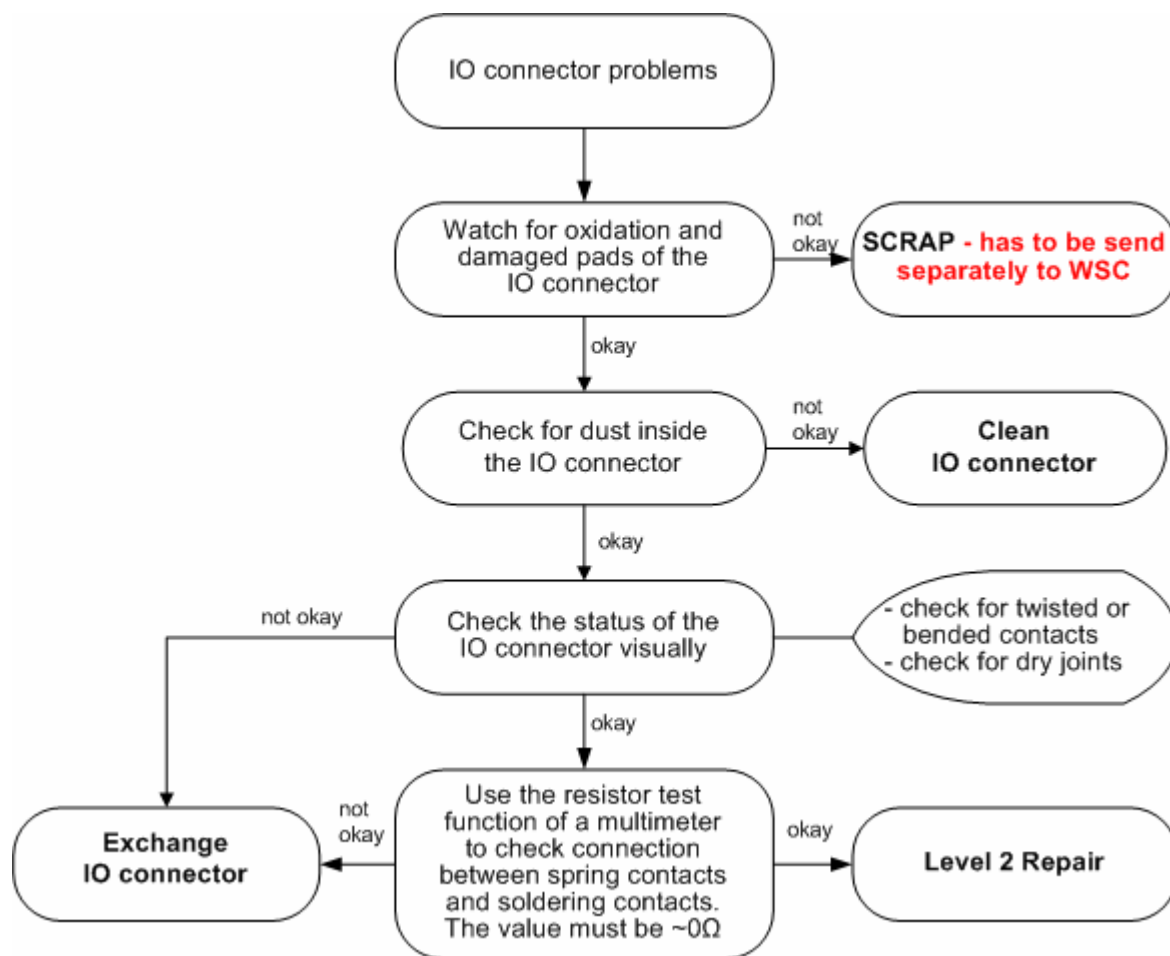 IO connector problems
Watch for oxidation and
damaged pads of the
IO connector
not
okay
SCRAP - has to be send
separately to WSC
okay
Check for dust inside
the IO connector
not
okay
Clean
IO connector
okay
not okay
Check the status of the
IO connector visually
- check for twisted or
bended contacts
- check for dry joints
okay
Exchange
IO connector
not
okay
Use the resistor test
function of a multimeter
to check connection
between spring contacts
and soldering contacts.
The value must be ~0Ω
okay
Level 2 Repair